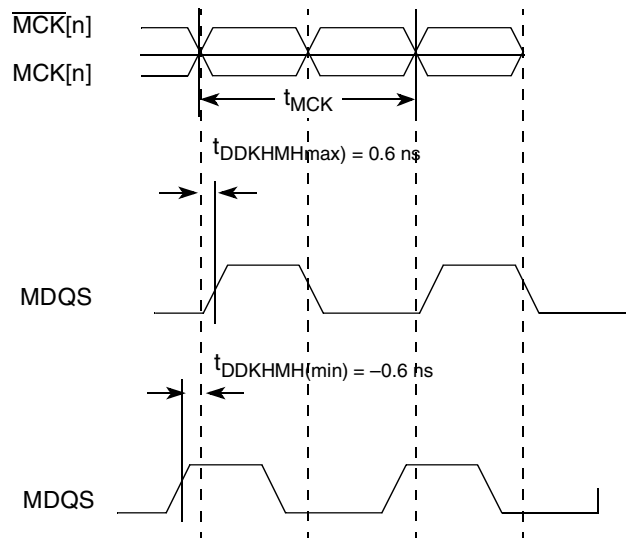 MCK[n]
MCK[n]
tMCK
tDDKHMHmax) = 0.6 ns
MDQS
tDDKHMH(min) = –0.6 ns
MDQS